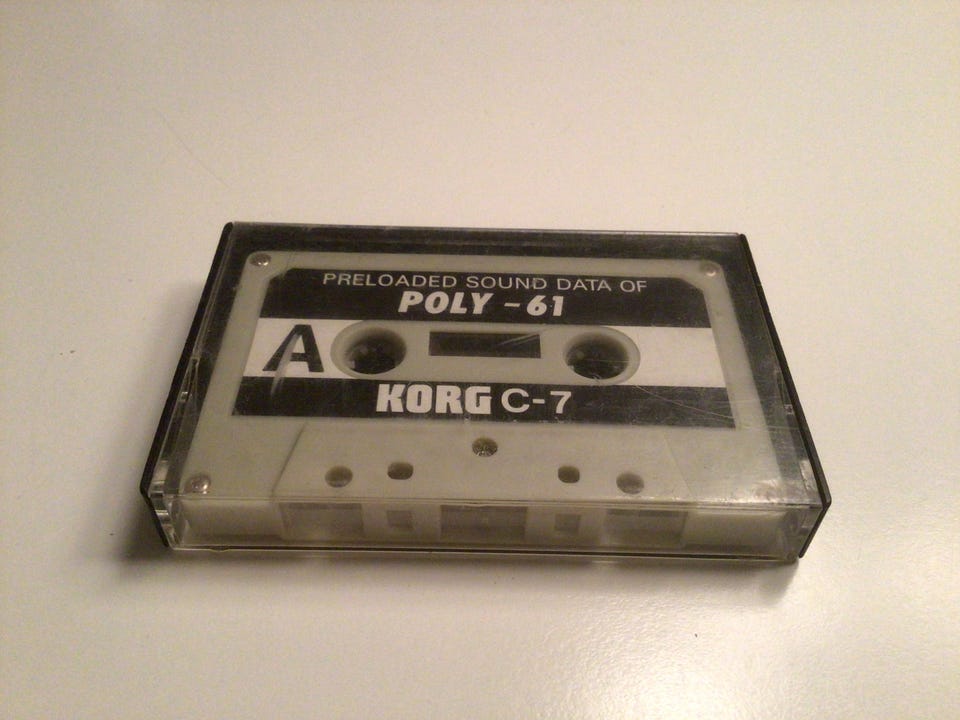 PRELOADED SOUND DATA OF
POLY-61
A
KORG C-7